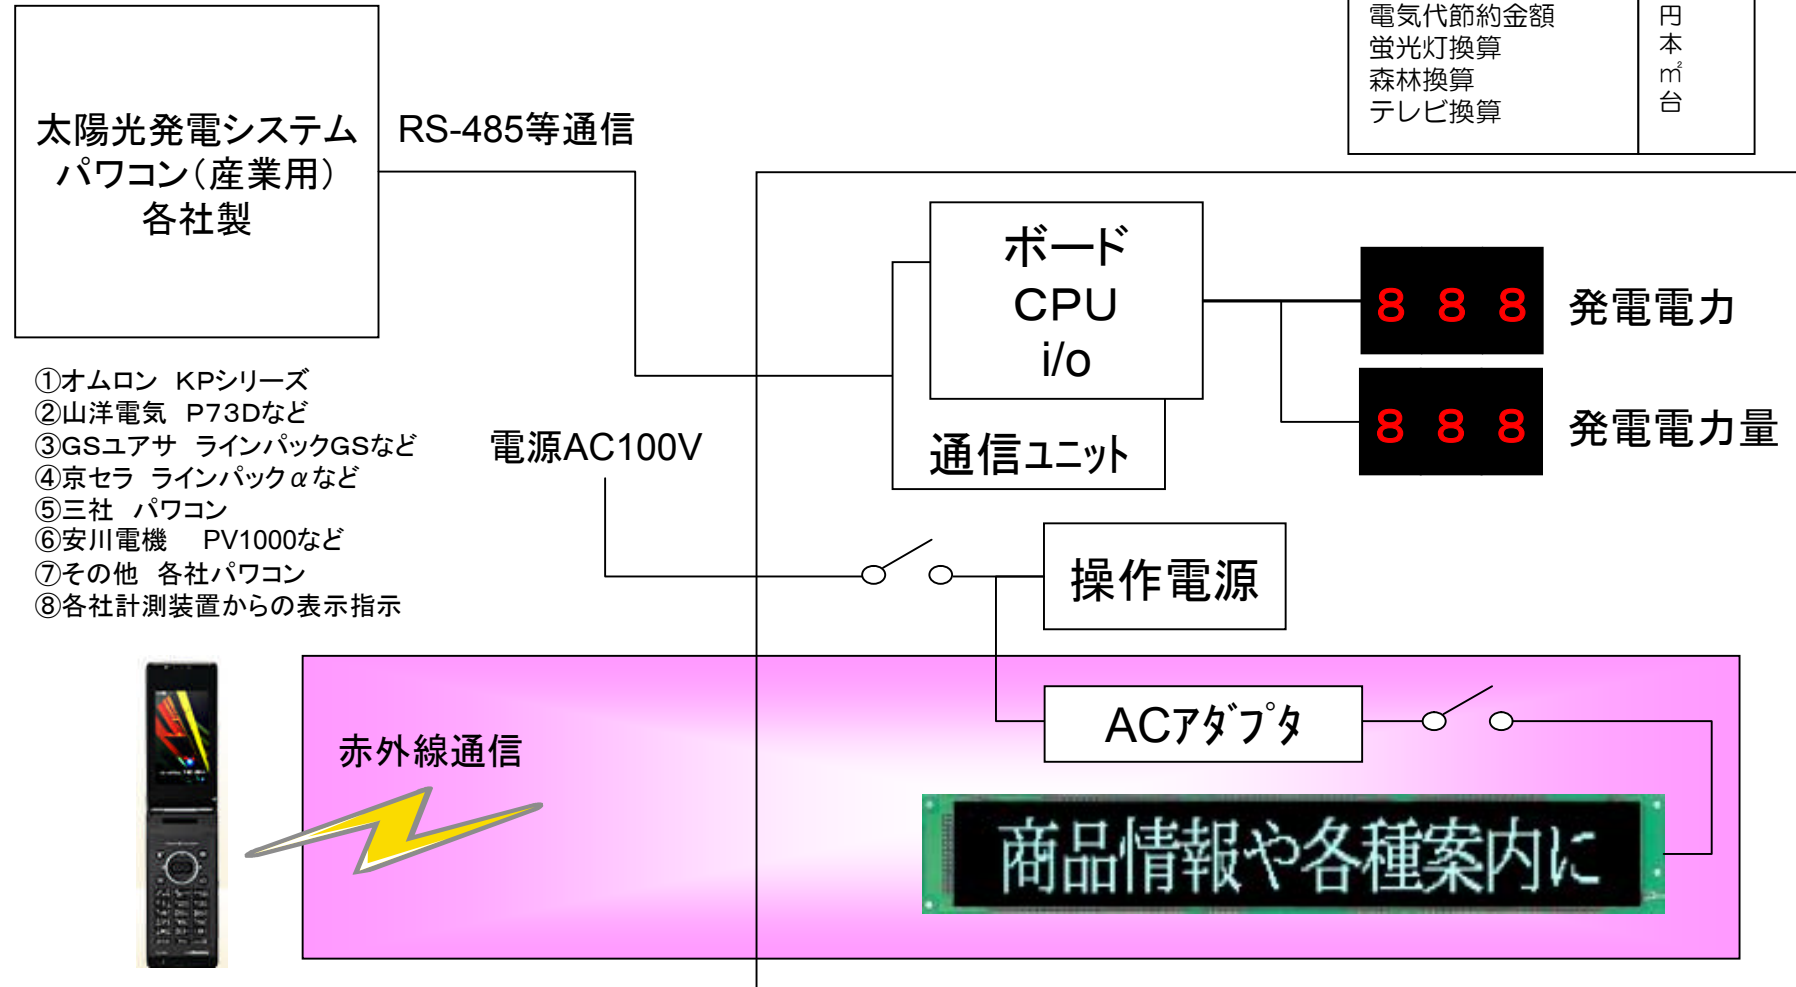 電気代節約金額 円
蛍光灯換算 本
森林換算 ㎡
テレビ換算 台
太陽光発電システム
パワコン(産業用)
各社製
RS-485等通信
ボード
CPU
i/o
通信ユニット
888 発電電力
888 発電電力量
①オムロン KPシリーズ
②山洋電気 P73Dなど
③GSユアサ ラインパックGSなど
④京セラ ラインパックαなど
⑤三社 パワコン
⑥安川電機 PV1000など
⑦その他 各社パワコン
⑧各社計測装置からの表示指示
電源AC100V
操作電源
ACアダプタ
赤外線通信
商品情報や各種案内に